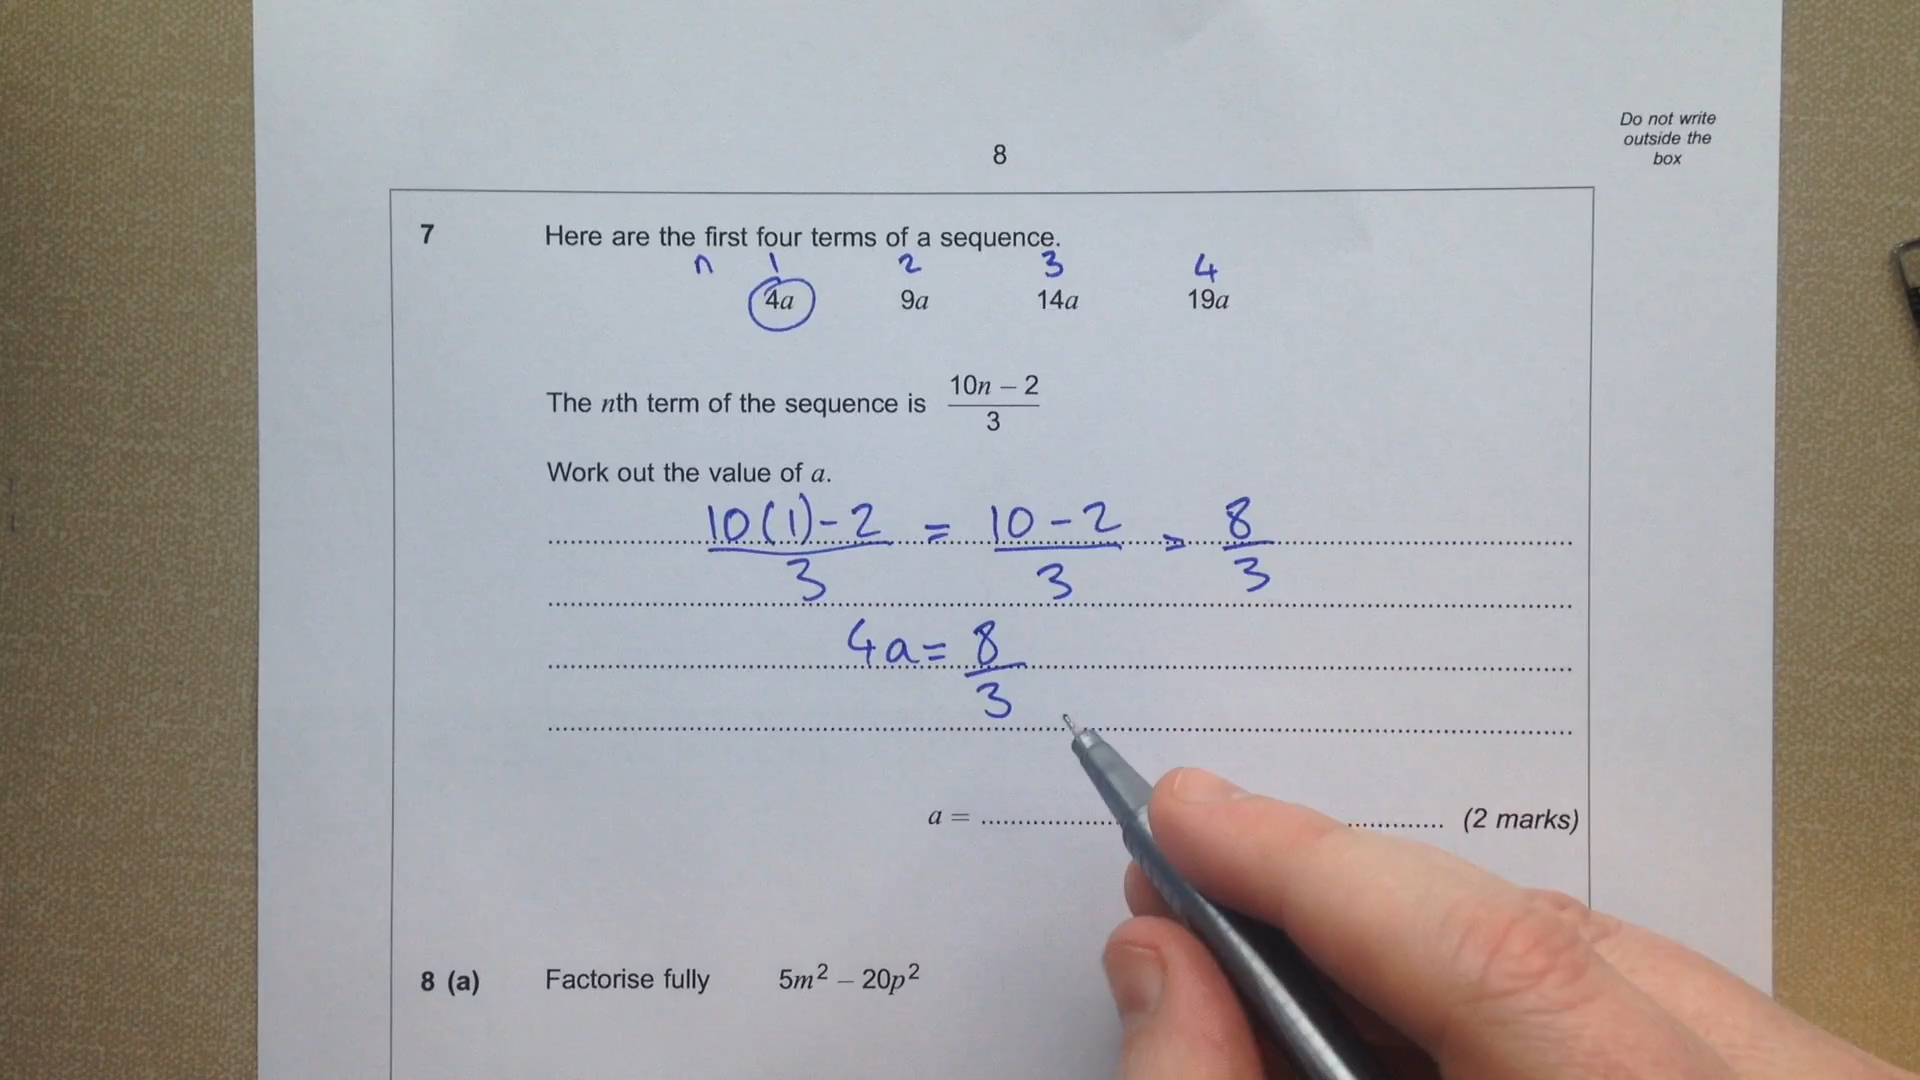 Do not write
outside the
box
8
7 Here are the first four terms of a sequence.
n 1 2 3 4
4a 9a 14a 19a
The nth term of the sequence is (10n – 2)/3
Work out the value of a.
(10(1) - 2)/3 = (10 - 2)/3 = 8/3
4a = 8/3
a = .................... ............. (2 marks)
8 (a) Factorise fully 5m² – 20p²